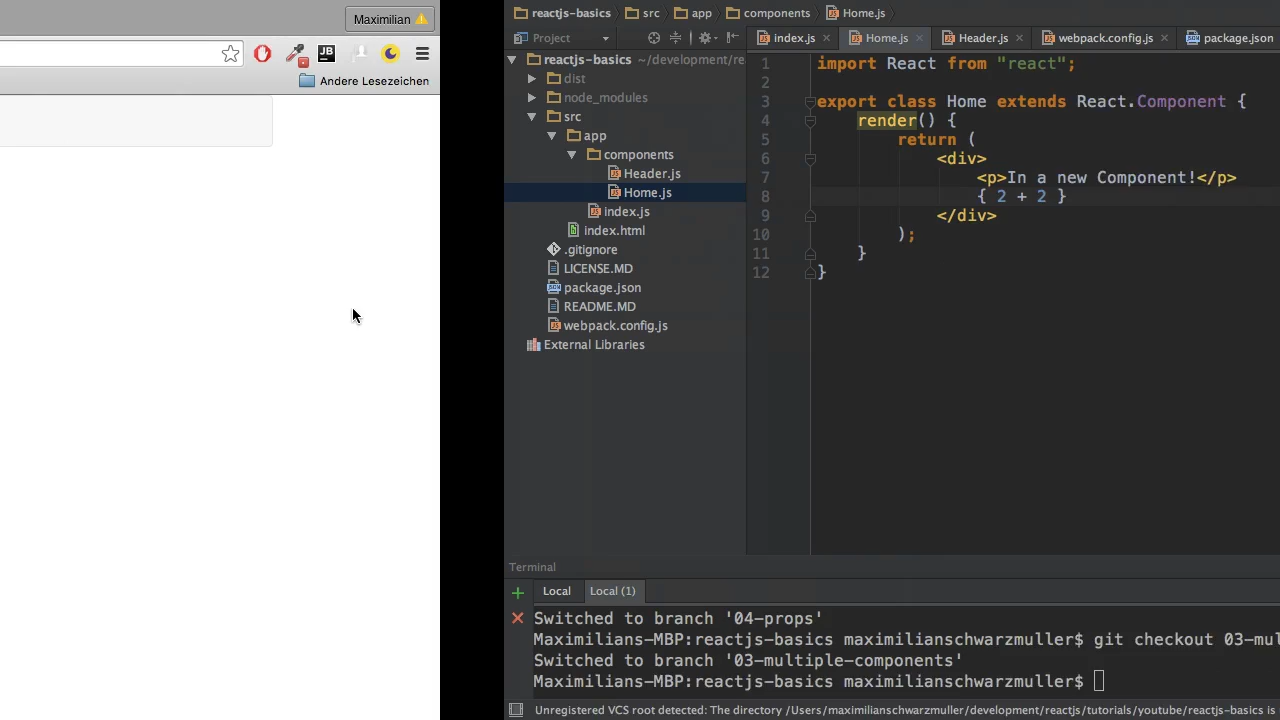 Maximilian
JB
Andere Lesezeichen
reactjs-basics src app components Home.js
Project
index.js Home.js Header.js webpack.config.js package.json
reactjs-basics ~/development/re
dist
node_modules
src
app
components
Header.js
Home.js
index.js
index.html
.gitignore
LICENSE.MD
package.json
README.MD
webpack.config.js
External Libraries
1 import React from "react";
2
3 export class Home extends React.Component {
4 render() {
5 return (
6 <div>
7 <p>In a new Component!</p>
8 { 2 + 2 }
9 </div>
10 );
11 }
12 }
Terminal
Local Local (1)
Switched to branch '04-props'
Maximilians-MBP:reactjs-basics maximilianschwarzmuller$ git checkout 03-mul
Switched to branch '03-multiple-components'
Maximilians-MBP:reactjs-basics maximilianschwarzmuller$
Unregistered VCS root detected: The directory /Users/maximilianschwarzmuller/development/reactjs/tutorials/youtube/reactjs-basics is